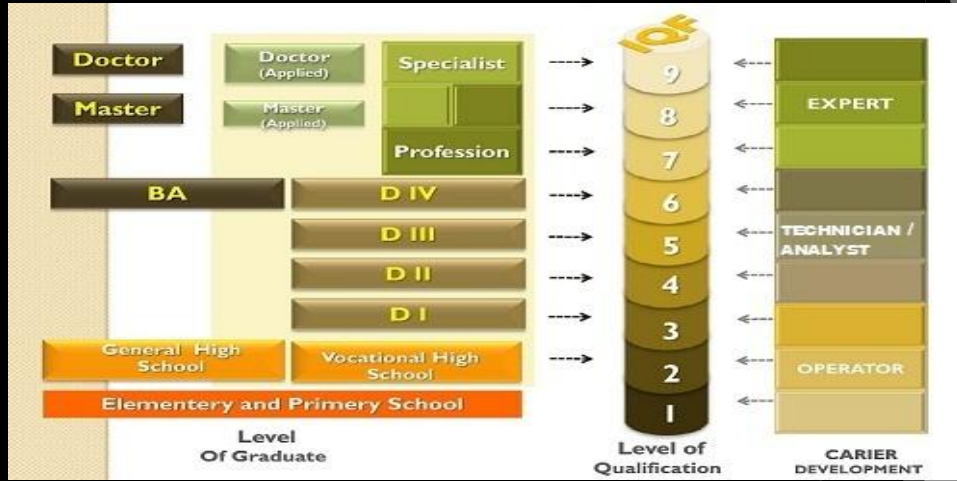 IQF
Doctor
Doctor
(Applied)
Specialist
9
Master
Master
(Applied)
8
EXPERT
Profession
7
BA
D IV
6
D III
5
TECHNICIAN /
ANALYST
D II
4
D I
3
General High
School
Vocational High
School
2
OPERATOR
Elementery and Primery School
1
Level
Of Graduate
Level of
Qualification
CARIER
DEVELOPMENT